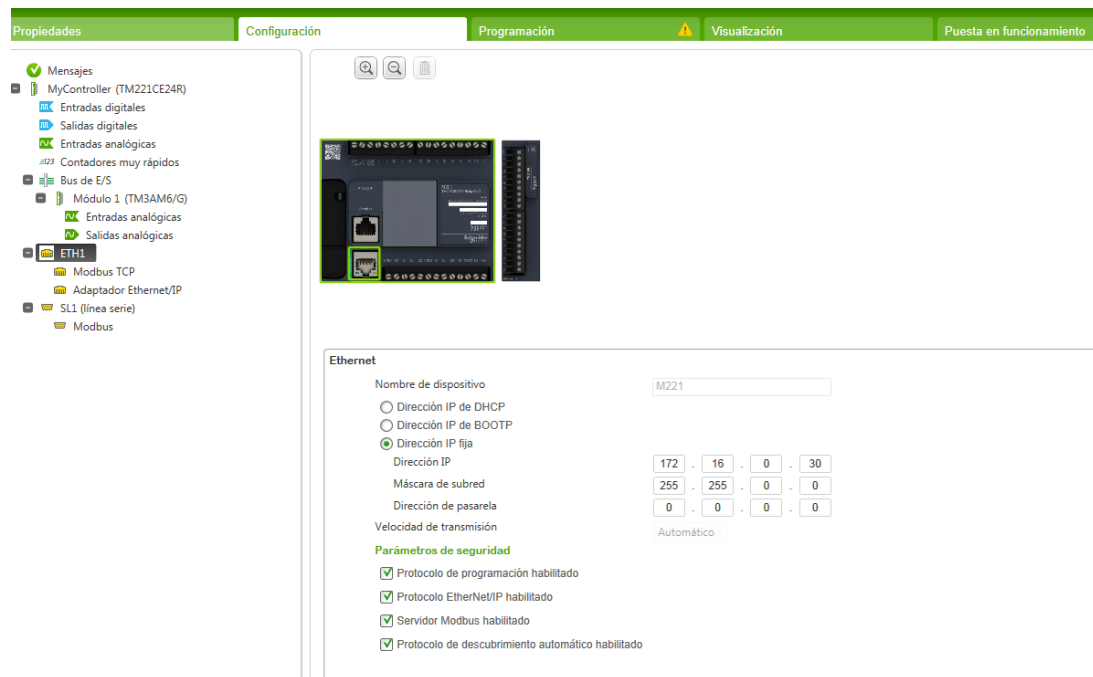 Propiedades
Configuración
Programación
Visualización
Puesta en funcionamiento
Mensajes
MyController (TM221CE24R)
Entradas digitales
Salidas digitales
Entradas analógicas
Contadores muy rápidos
Bus de E/S
Módulo 1 (TM3AM6/G)
Entradas analógicas
Salidas analógicas
ETH1
Modbus TCP
Adaptador Ethernet/IP
SL1 (línea serie)
Modbus
Ethernet
Nombre de dispositivo M221
Dirección IP de DHCP
Dirección IP de BOOTP
Dirección IP fija
Dirección IP 172 . 16 . 0 . 30
Máscara de subred 255 . 255 . 0 . 0
Dirección de pasarela 0 . 0 . 0 . 0
Velocidad de transmisión Automático
Parámetros de seguridad
Protocolo de programación habilitado
Protocolo EtherNet/IP habilitado
Servidor Modbus habilitado
Protocolo de descubrimiento automático habilitado